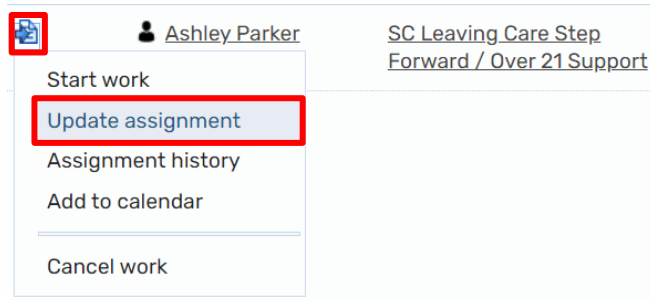 Ashley Parker
SC Leaving Care Step
Forward / Over 21 Support
Start work
Update assignment
Assignment history
Add to calendar
Cancel work